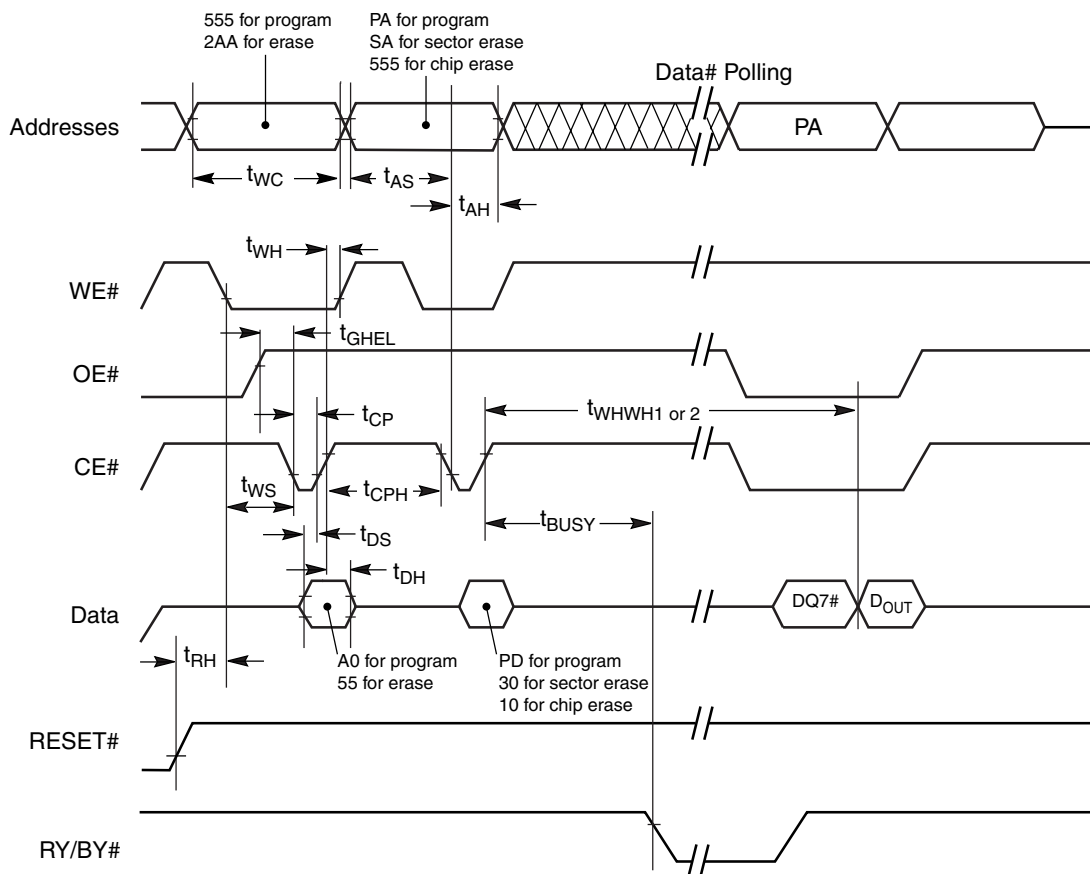 555 for program
2AA for erase
PA for program
SA for sector erase
555 for chip erase
Data# Polling
Addresses
PA
tWC
tAS
tAH
tWH
WE#
tGHEL
OE#
tWHWH1 or 2
tCP
CE#
tWS
tCPH
tDS
tBUSY
tDH
Data
DQ7#
DOUT
tRH
A0 for program
55 for erase
PD for program
30 for sector erase
10 for chip erase
RESET#
RY/BY#